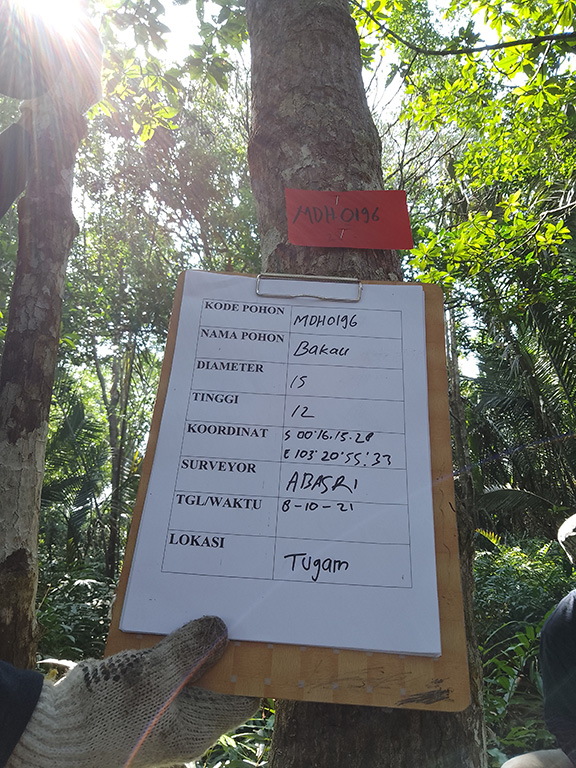 MDH0196
KODE POHON MDH0196
NAMA POHON Bakau
DIAMETER 15
TINGGI 12
KOORDINAT S 00°16.15.28
E 103°20'55'33
SURVEYOR ABASRI
TGL/WAKTU 8-10-21
LOKASI Tugam